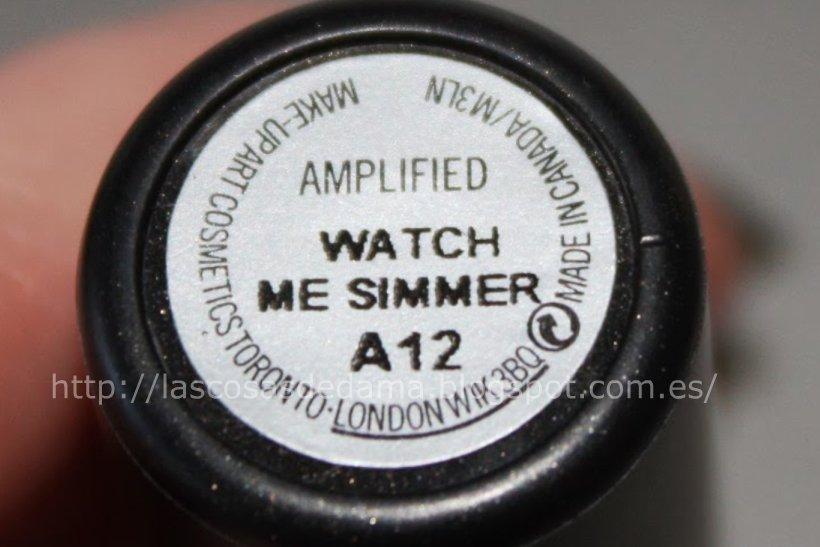 MAKE-UP ART COSMETICS TORONTO·LONDON W1K 3BQ
MADE IN CANADA/M3LN
AMPLIFIED
WATCH
ME SIMMER
A12
http://lascosasdedama.blogspot.com.es/